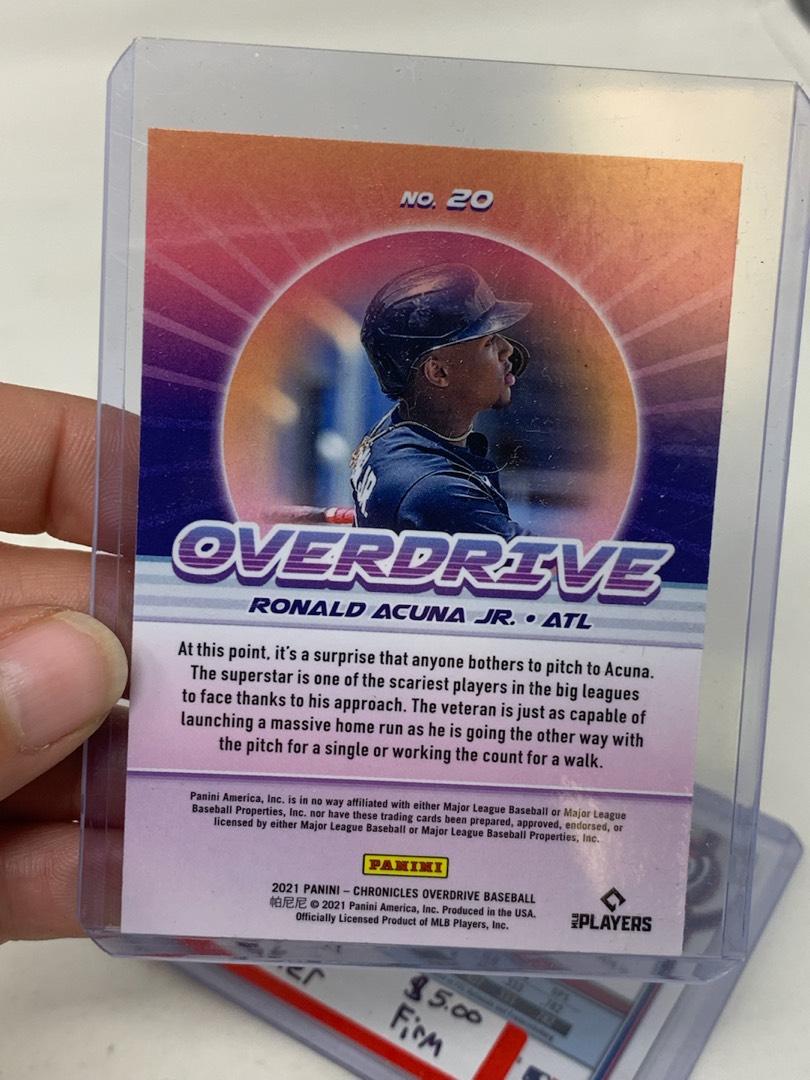 NO. 20
JR.
OVERDRIVE
RONALD ACUNA JR. • ATL
At this point, it's a surprise that anyone bothers to pitch to Acuna.
The superstar is one of the scariest players in the big leagues
to face thanks to his approach. The veteran is just as capable of
launching a massive home run as he is going the other way with
the pitch for a single or working the count for a walk.
Panini America, Inc. is in no way affiliated with either Major League Baseball or Major League
Baseball Properties, Inc. nor have these trading cards been prepared, approved, endorsed, or
licensed by either Major League Baseball or Major League Baseball Properties, Inc.
PANINI
2021 PANINI – CHRONICLES OVERDRIVE BASEBALL
帕尼尼 © 2021 Panini America, Inc. Produced in the USA.
Officially Licensed Product of MLB Players, Inc.
MLB PLAYERS
$5.00
Firm